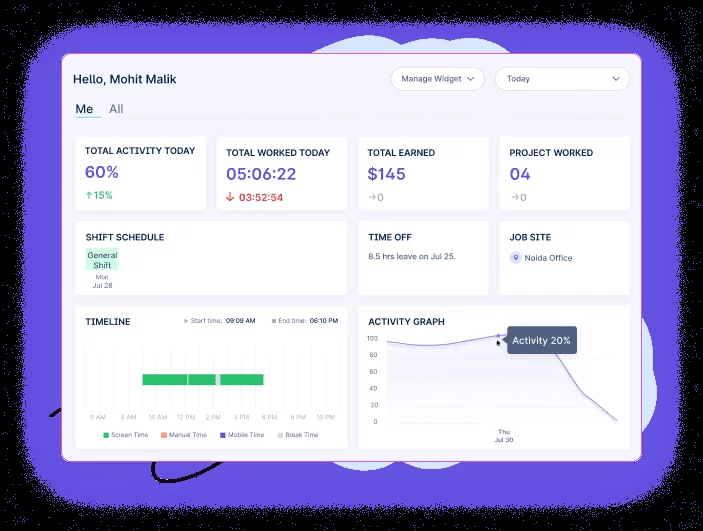 Hello, Mohit Malik
Manage Widget
Today
Me All
TOTAL ACTIVITY TODAY
60%
↑15%
TOTAL WORKED TODAY
05:06:22
↓ 03:52:54
TOTAL EARNED
$145
→0
PROJECT WORKED
04
→0
SHIFT SCHEDULE
General
Shift
Mon
Jul 28
TIME OFF
8.5 hrs leave on Jul 25.
JOB SITE
Noida Office
TIMELINE
Start time: 09:09 AM End time: 06:10 PM
6 AM 8 AM 10 AM 12 PM 2 PM 4 PM 6 PM 8 PM 10 PM
Screen Time Manual Time Mobile Time Break Time
ACTIVITY GRAPH
100
80
60
40
20
0
Activity 20%
Thu
Jul 30